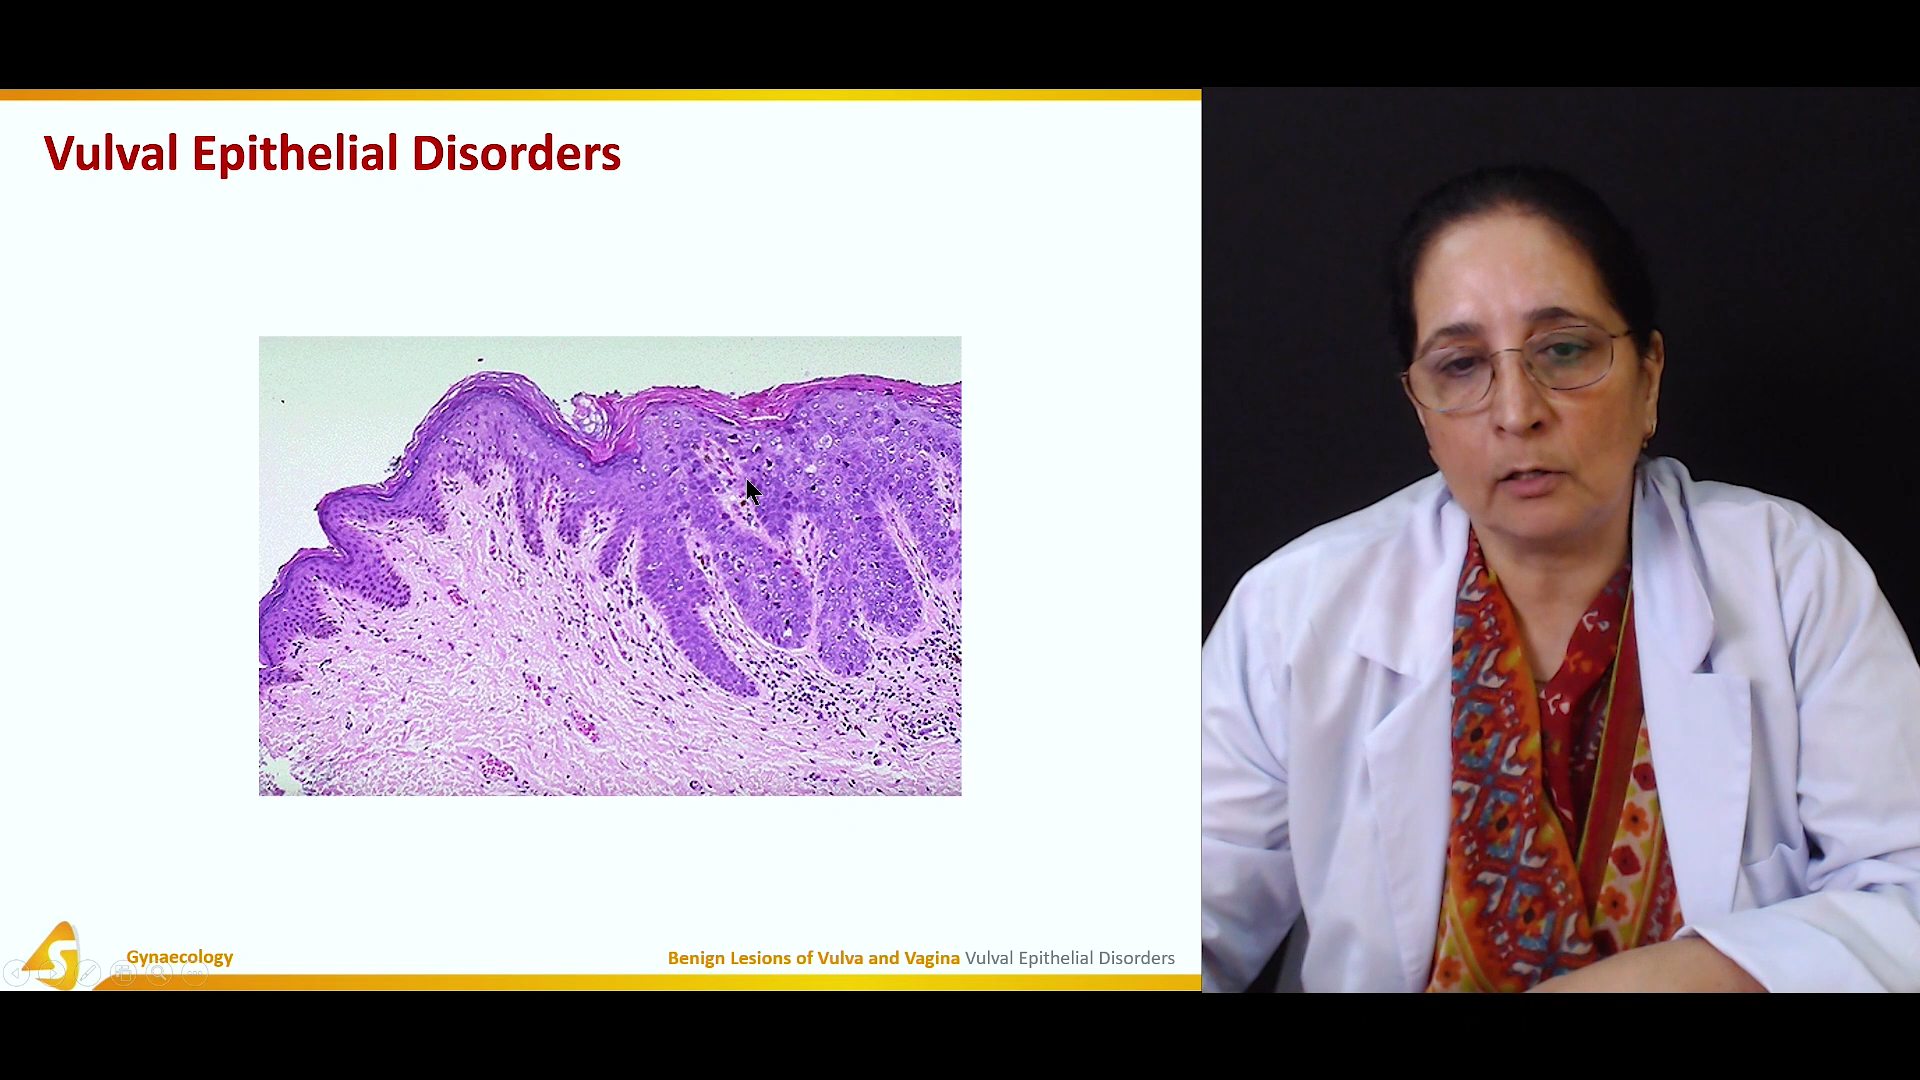 Vulval Epithelial Disorders
Gynaecology
Benign Lesions of Vulva and Vagina Vulval Epithelial Disorders